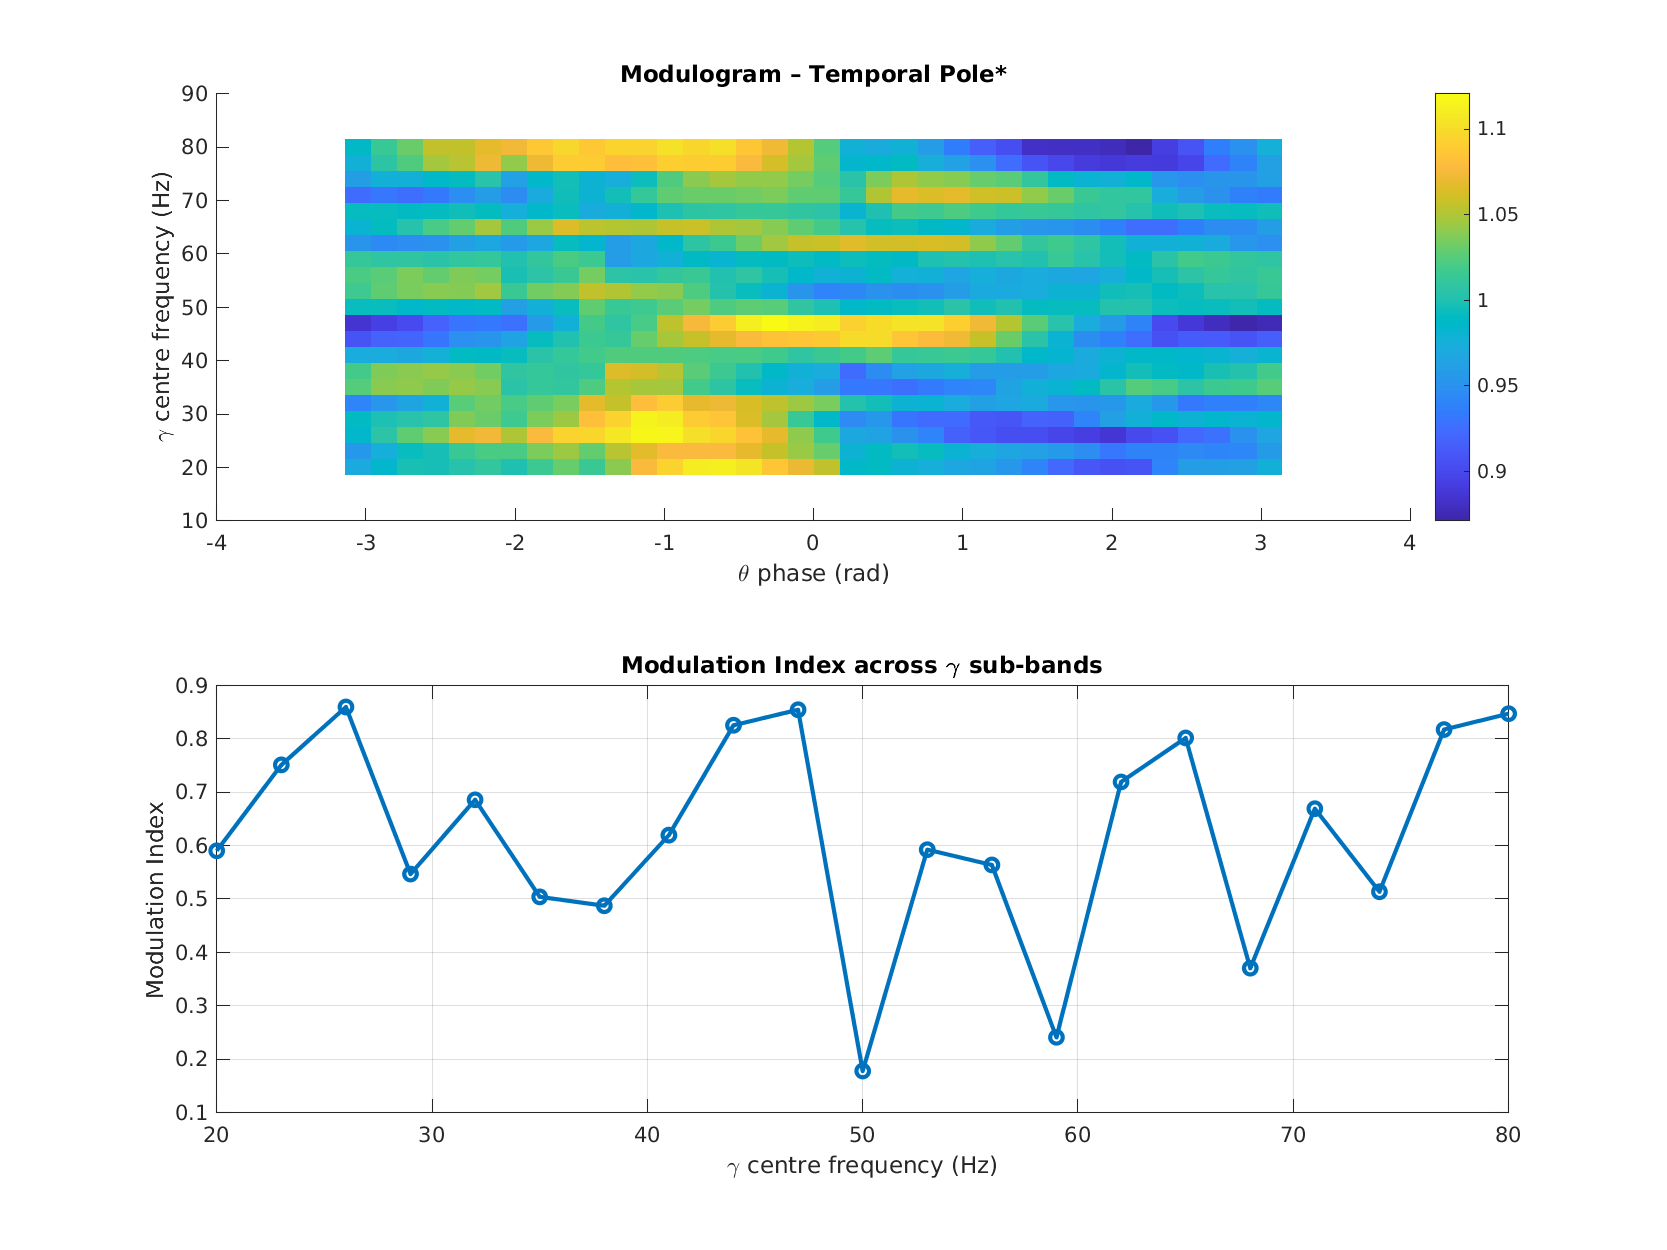 Modulogram – Temporal Pole*
γ centre frequency (Hz)
90
80
70
60
50
40
30
20
10
-4 -3 -2 -1 0 1 2 3 4
θ phase (rad)
1.1
1.05
1
0.95
0.9
Modulation Index across γ sub-bands
Modulation Index
0.9
0.8
0.7
0.6
0.5
0.4
0.3
0.2
0.1
20 30 40 50 60 70 80
γ centre frequency (Hz)